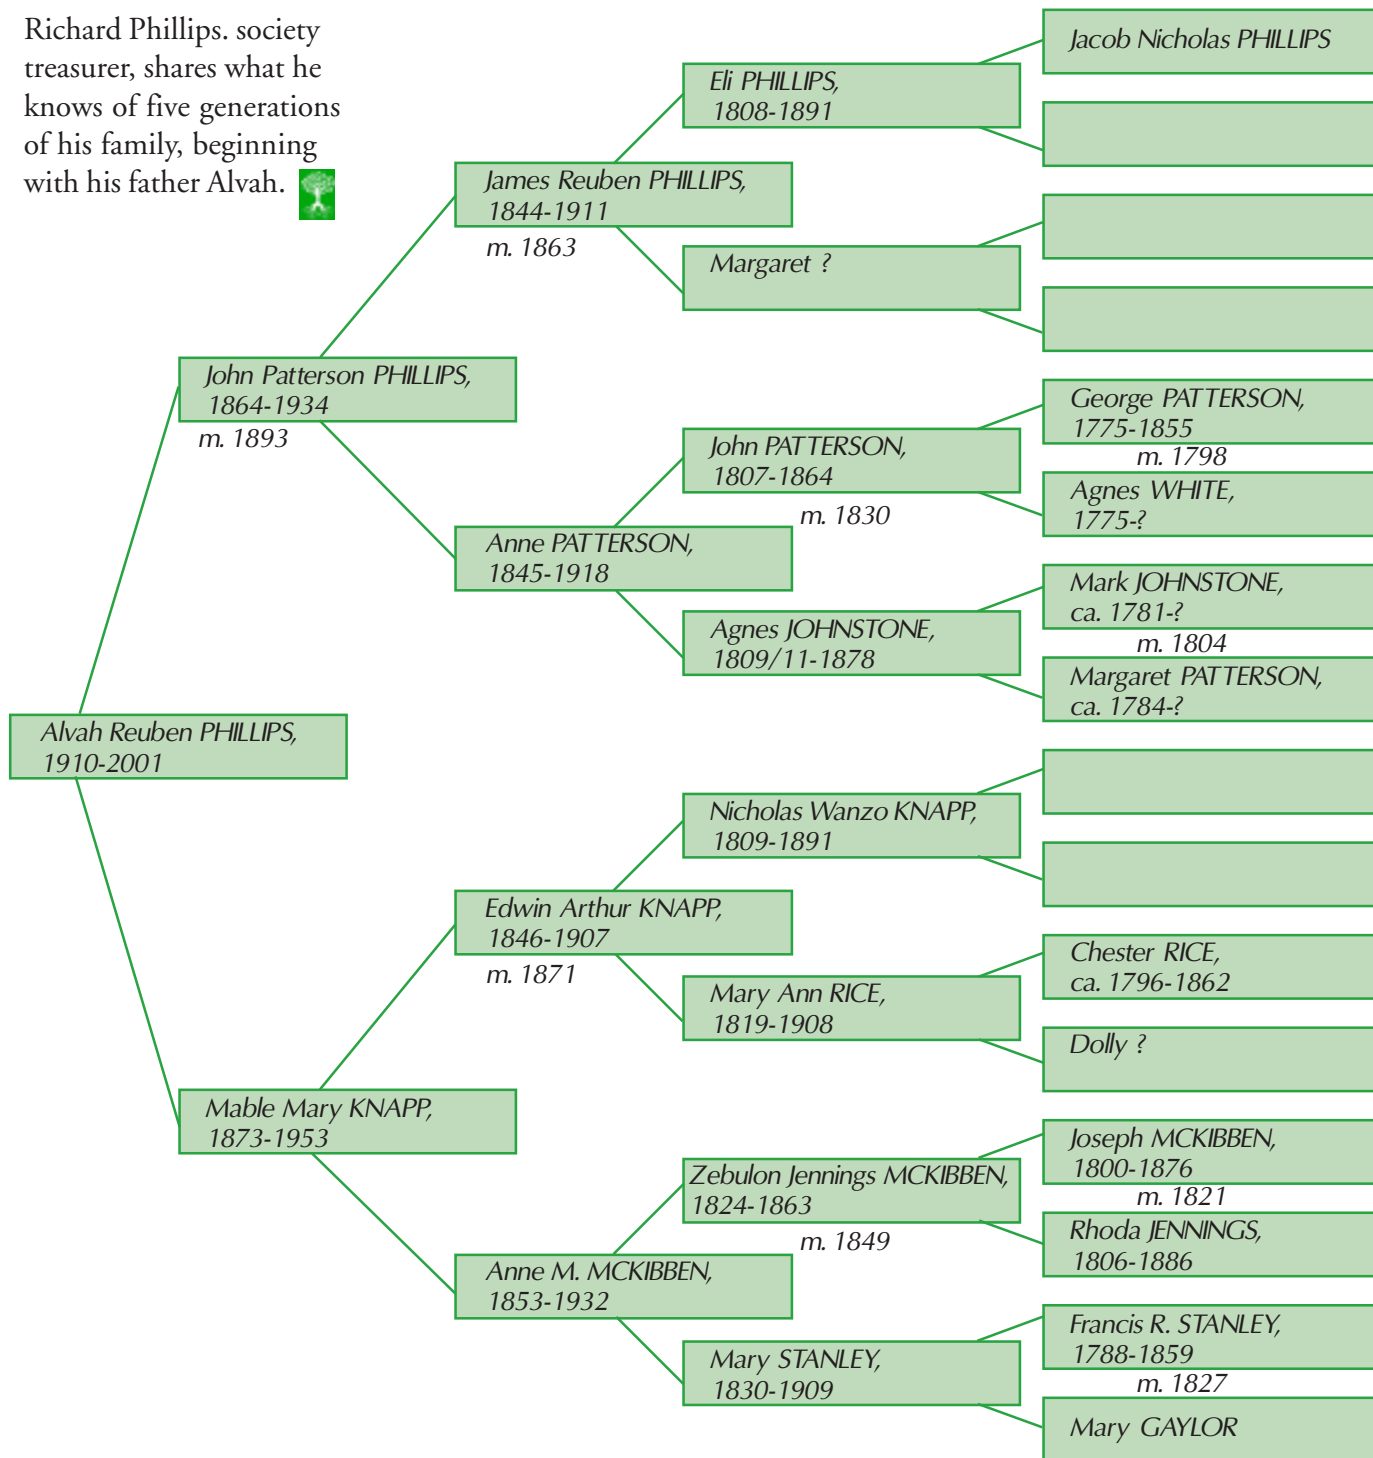 Richard Phillips. society
treasurer, shares what he
knows of five generations
of his family, beginning
with his father Alvah.
Alvah Reuben PHILLIPS,
1910-2001
John Patterson PHILLIPS,
1864-1934
m. 1893
Mable Mary KNAPP,
1873-1953
James Reuben PHILLIPS,
1844-1911
m. 1863
Anne PATTERSON,
1845-1918
Edwin Arthur KNAPP,
1846-1907
m. 1871
Anne M. MCKIBBEN,
1853-1932
Eli PHILLIPS,
1808-1891
Margaret ?
John PATTERSON,
1807-1864
m. 1830
Agnes JOHNSTONE,
1809/11-1878
Nicholas Wanzo KNAPP,
1809-1891
Mary Ann RICE,
1819-1908
Zebulon Jennings MCKIBBEN,
1824-1863
m. 1849
Mary STANLEY,
1830-1909
Jacob Nicholas PHILLIPS
George PATTERSON,
1775-1855
m. 1798
Agnes WHITE,
1775-?
Mark JOHNSTONE,
ca. 1781-?
m. 1804
Margaret PATTERSON,
ca. 1784-?
Chester RICE,
ca. 1796-1862
Dolly ?
Joseph MCKIBBEN,
1800-1876
m. 1821
Rhoda JENNINGS,
1806-1886
Francis R. STANLEY,
1788-1859
m. 1827
Mary GAYLOR